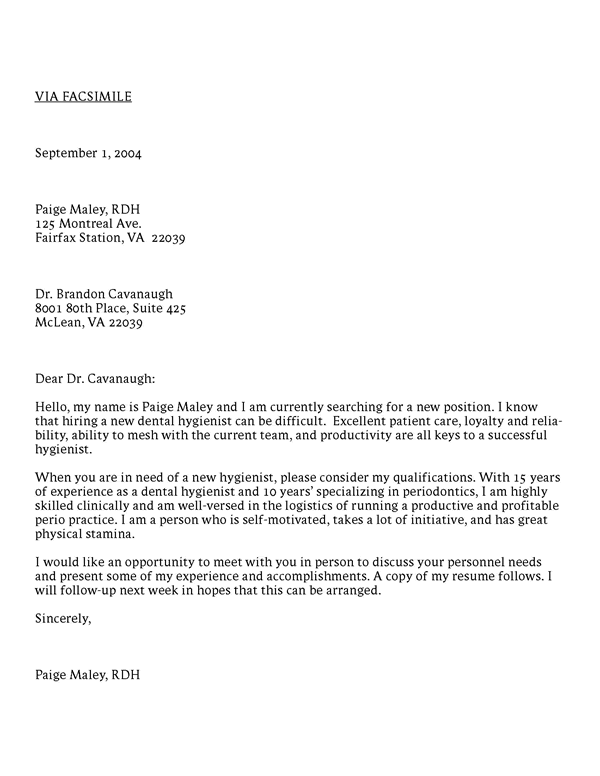 VIA FACSIMILE
September 1, 2004
Paige Maley, RDH
125 Montreal Ave.
Fairfax Station, VA  22039
Dr. Brandon Cavanaugh
8001 80th Place, Suite 425
McLean, VA 22039
Dear Dr. Cavanaugh:
Hello, my name is Paige Maley and I am currently searching for a new position. I know
that hiring a new dental hygienist can be difficult.  Excellent patient care, loyalty and relia-
bility, ability to mesh with the current team, and productivity are all keys to a successful
hygienist.
When you are in need of a new hygienist, please consider my qualifications. With 15 years
of experience as a dental hygienist and 10 years’ specializing in periodontics, I am highly
skilled clinically and am well-versed in the logistics of running a productive and profitable
perio practice. I am a person who is self-motivated, takes a lot of initiative, and has great
physical stamina.
I would like an opportunity to meet with you in person to discuss your personnel needs
and present some of my experience and accomplishments. A copy of my resume follows. I
will follow-up next week in hopes that this can be arranged.
Sincerely,
Paige Maley, RDH